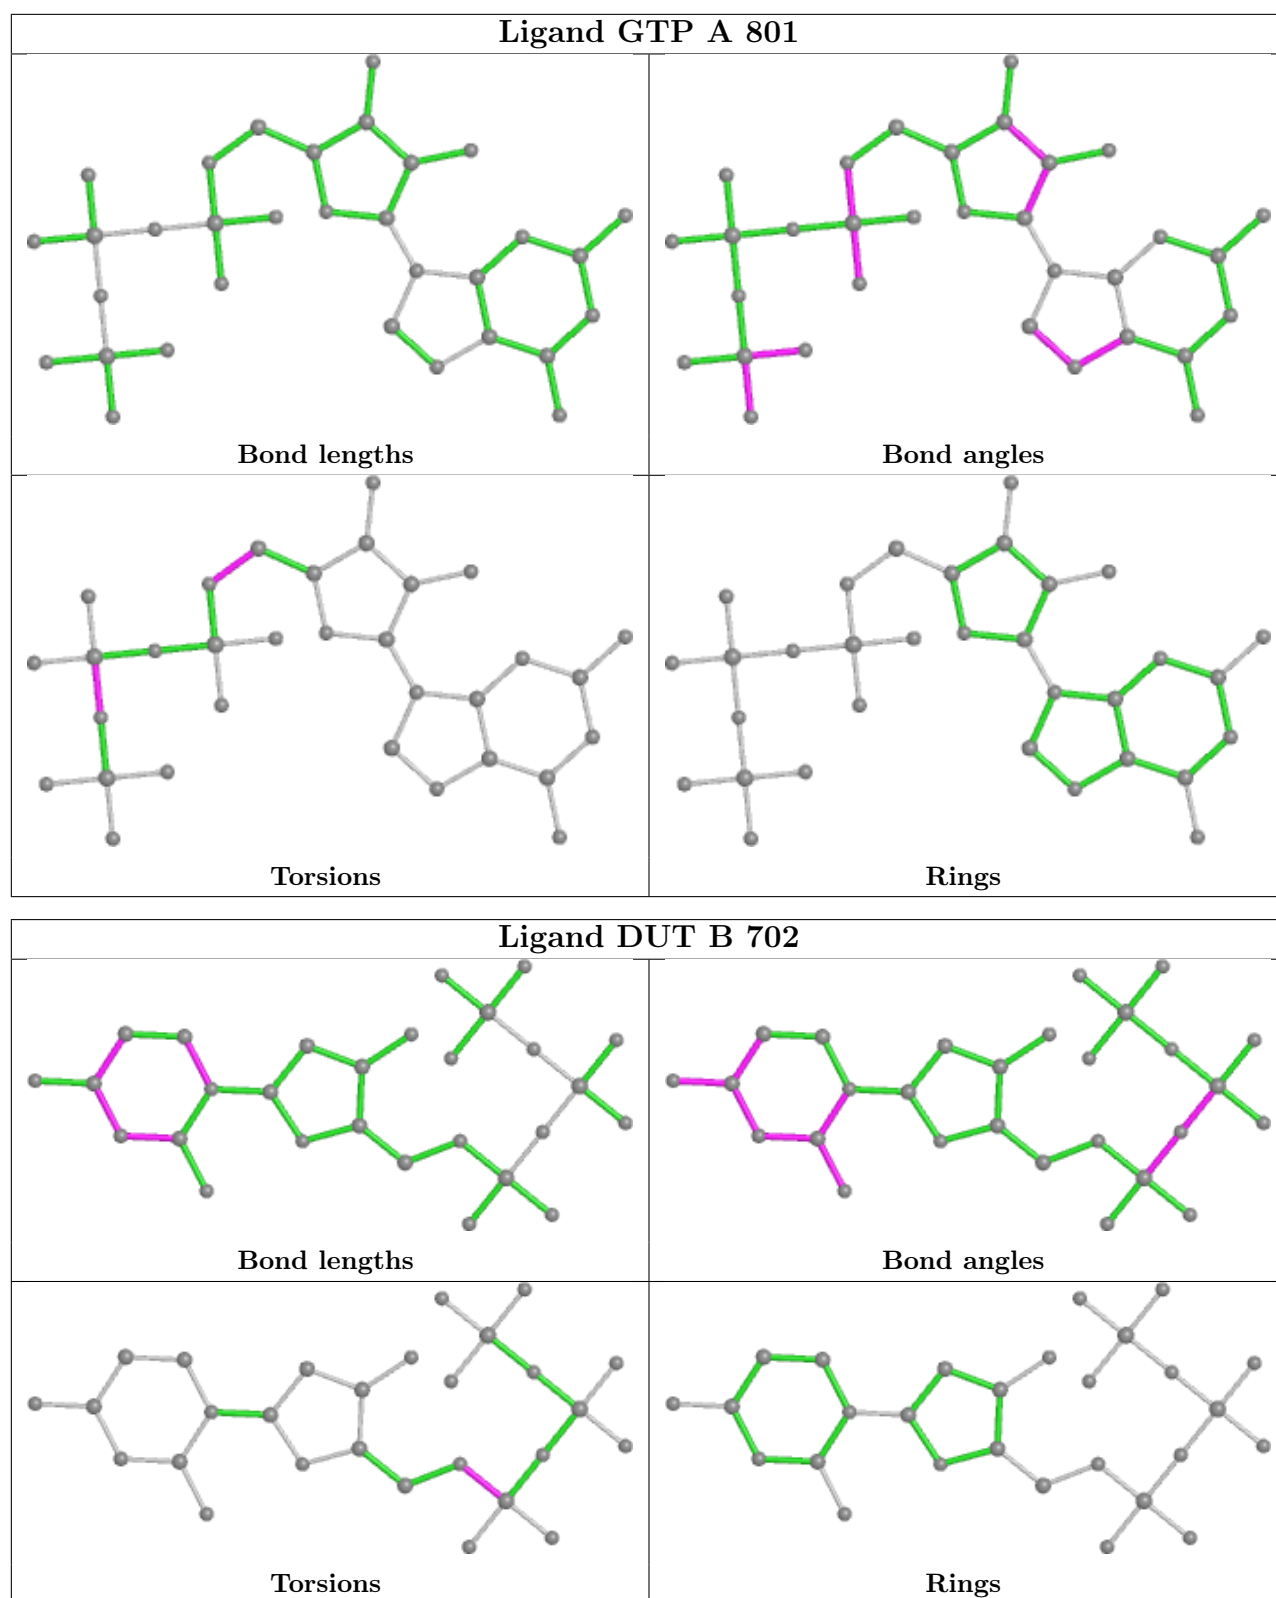 Ligand GTP A 801
Bond lengths
Bond angles
Torsions
Rings
Ligand DUT B 702
Bond lengths
Bond angles
Torsions
Rings